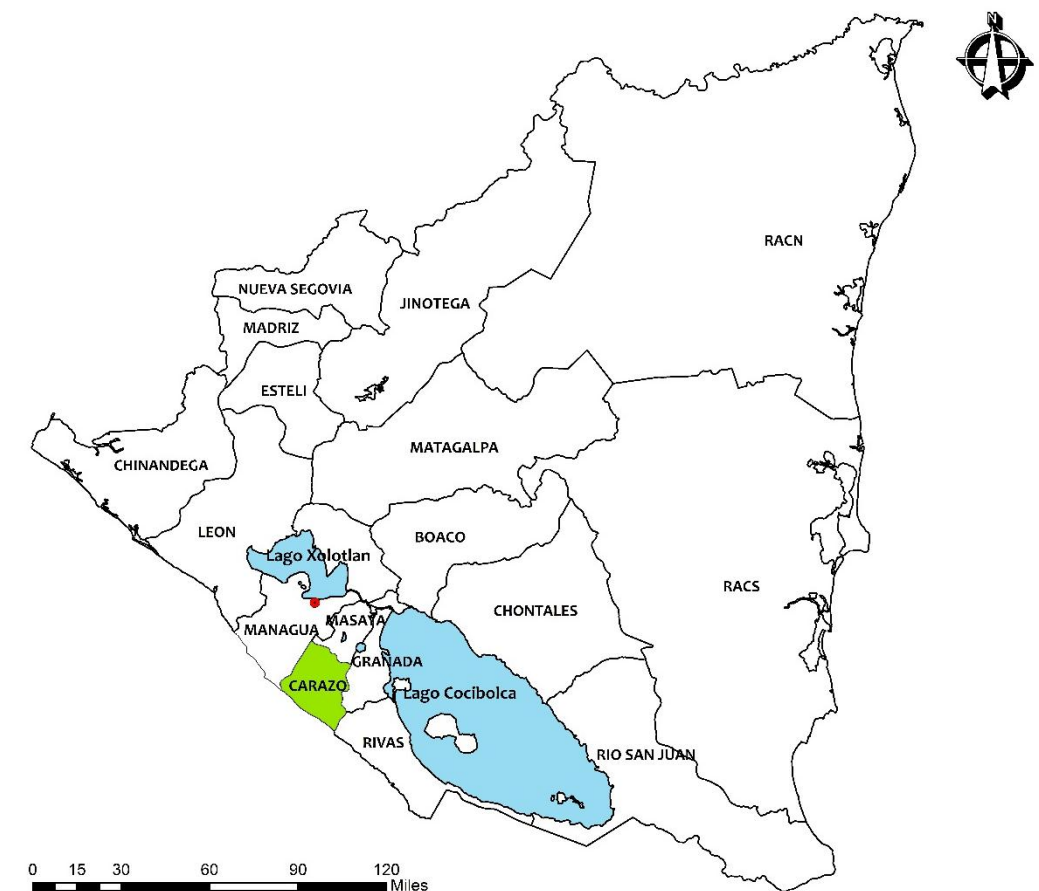 N
RACN
NUEVA SEGOVIA
JINOTEGA
MADRIZ
ESTELI
MATAGALPA
CHINANDEGA
LEON
BOACO
Lago Xolotlan
RACS
CHONTALES
MASAYA
MANAGUA
GRANADA
CARAZO
Lago Cocibolca
RIVAS
RIO SAN JUAN
0 15 30 60 90 120
Miles